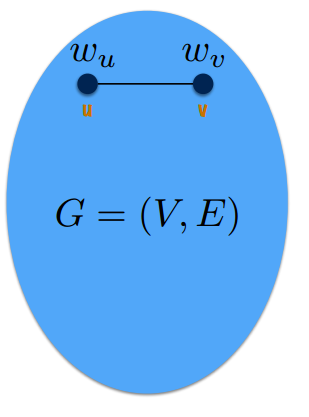 w_u w_v
u v
G = (V, E)